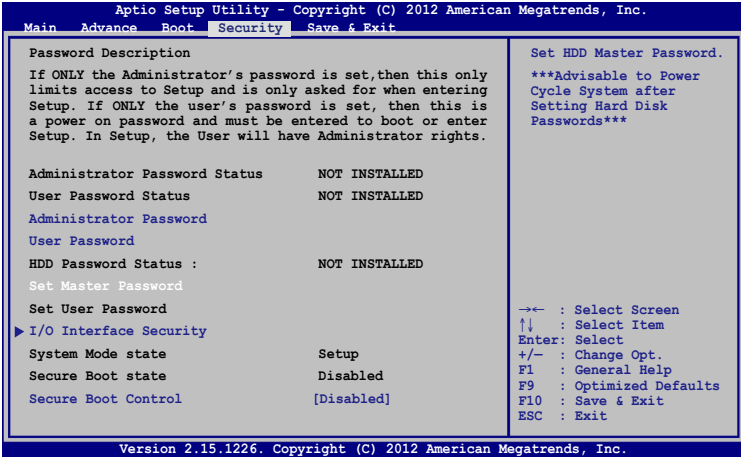 Aptio Setup Utility - Copyright (C) 2012 American Megatrends, Inc.
Main Advance Boot Security Save & Exit
Password Description
If ONLY the Administrator's password is set,then this only
limits access to Setup and is only asked for when entering
Setup. If ONLY the user's password is set, then this is
a power on password and must be entered to boot or enter
Setup. In Setup, the User will have Administrator rights.
Administrator Password Status NOT INSTALLED
User Password Status NOT INSTALLED
Administrator Password
User Password
HDD Password Status : NOT INSTALLED
Set Master Password
Set User Password
I/O Interface Security
System Mode state Setup
Secure Boot state Disabled
Secure Boot Control [Disabled]
Set HDD Master Password.
***Advisable to Power
Cycle System after
Setting Hard Disk
Passwords***
→← : Select Screen
↑↓ : Select Item
Enter: Select
+/— : Change Opt.
F1 : General Help
F9 : Optimized Defaults
F10 : Save & Exit
ESC : Exit
Version 2.15.1226. Copyright (C) 2012 American Megatrends, Inc.